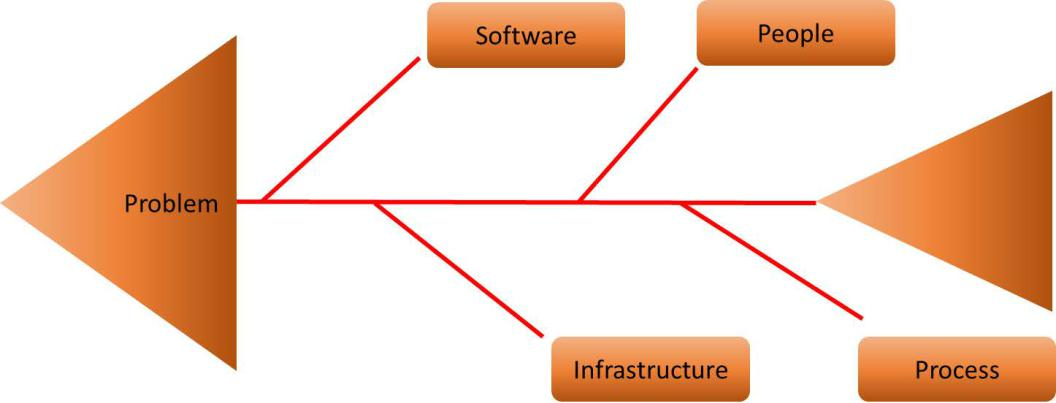 Software
People
Problem
Infrastructure
Process